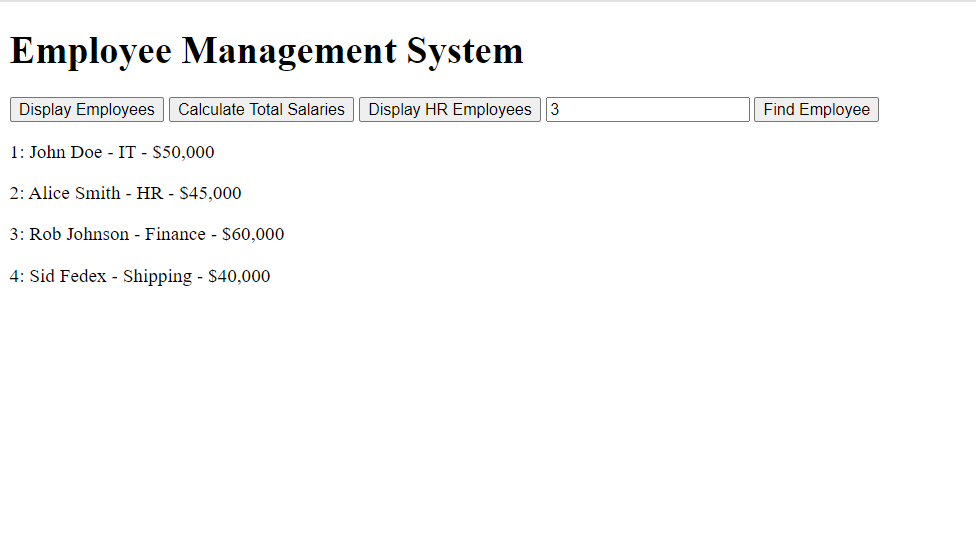 Employee Management System
Display Employees Calculate Total Salaries Display HR Employees 3 Find Employee
1: John Doe - IT - $50,000
2: Alice Smith - HR - $45,000
3: Rob Johnson - Finance - $60,000
4: Sid Fedex - Shipping - $40,000